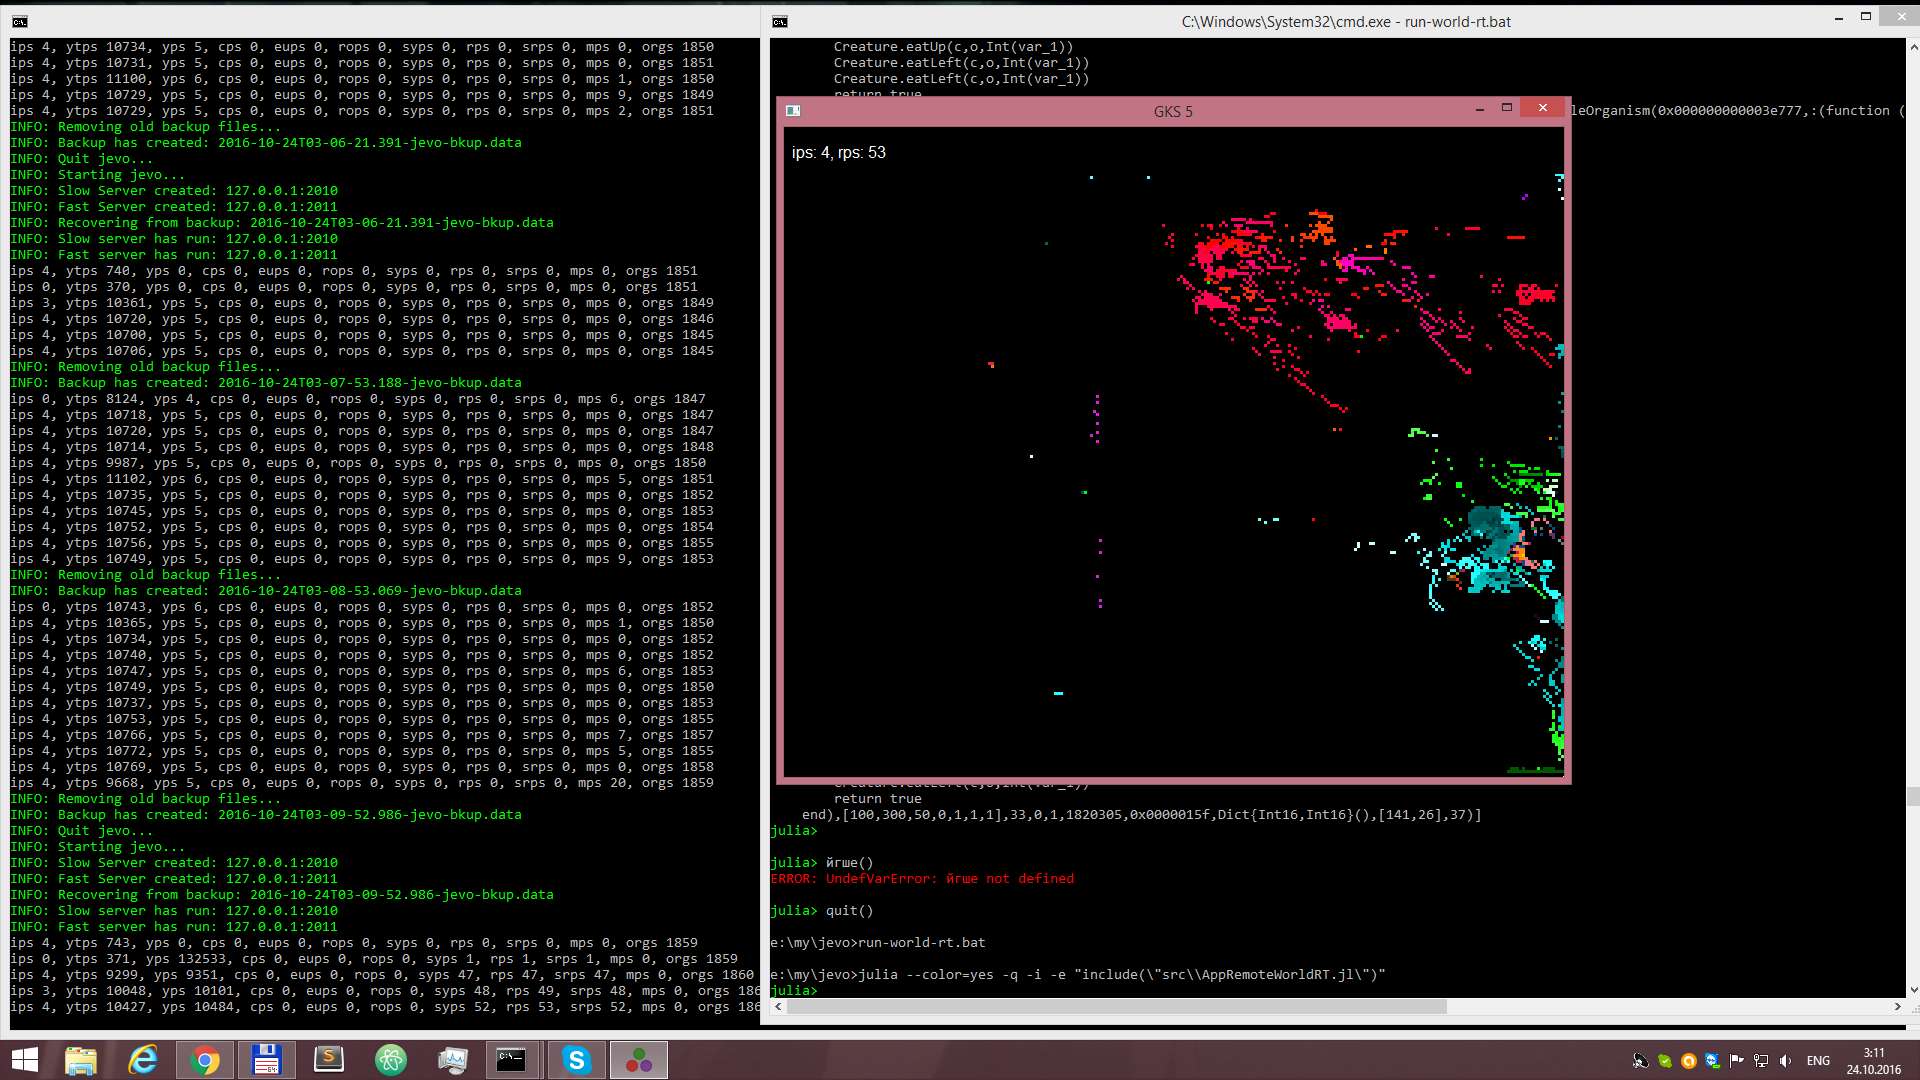 ips 4, ytps 10734, yps 5, cps 0, eups 0, rops 0, syps 0, rps 0, srps 0, mps 0, orgs 1850
ips 4, ytps 10731, yps 5, cps 0, eups 0, rops 0, syps 0, rps 0, srps 0, mps 0, orgs 1851
ips 4, ytps 11100, yps 6, cps 0, eups 0, rops 0, syps 0, rps 0, srps 0, mps 1, orgs 1850
ips 4, ytps 10729, yps 5, cps 0, eups 0, rops 0, syps 0, rps 0, srps 0, mps 9, orgs 1849
ips 4, ytps 10729, yps 5, cps 0, eups 0, rops 0, syps 0, rps 0, srps 0, mps 2, orgs 1851
INFO: Removing old backup files...
INFO: Backup has created: 2016-10-24T03-06-21.391-jevo-bkup.data
INFO: Quit jevo...
INFO: Starting jevo...
INFO: Slow Server created: 127.0.0.1:2010
INFO: Fast Server created: 127.0.0.1:2011
INFO: Recovering from backup: 2016-10-24T03-06-21.391-jevo-bkup.data
INFO: Slow server has run: 127.0.0.1:2010
INFO: Fast server has run: 127.0.0.1:2011
ips 4, ytps 740, yps 0, cps 0, eups 0, rops 0, syps 0, rps 0, srps 0, mps 0, orgs 1851
ips 0, ytps 370, yps 0, cps 0, eups 0, rops 0, syps 0, rps 0, srps 0, mps 0, orgs 1851
ips 3, ytps 10361, yps 5, cps 0, eups 0, rops 0, syps 0, rps 0, srps 0, mps 0, orgs 1849
ips 4, ytps 10720, yps 5, cps 0, eups 0, rops 0, syps 0, rps 0, srps 0, mps 0, orgs 1846
ips 4, ytps 10700, yps 5, cps 0, eups 0, rops 0, syps 0, rps 0, srps 0, mps 0, orgs 1845
ips 4, ytps 10706, yps 5, cps 0, eups 0, rops 0, syps 0, rps 0, srps 0, mps 0, orgs 1845
INFO: Removing old backup files...
INFO: Backup has created: 2016-10-24T03-07-53.188-jevo-bkup.data
ips 0, ytps 8124, yps 4, cps 0, eups 0, rops 0, syps 0, rps 0, srps 0, mps 6, orgs 1847
ips 4, ytps 10718, yps 5, cps 0, eups 0, rops 0, syps 0, rps 0, srps 0, mps 0, orgs 1847
ips 4, ytps 10720, yps 5, cps 0, eups 0, rops 0, syps 0, rps 0, srps 0, mps 0, orgs 1847
ips 4, ytps 10714, yps 5, cps 0, eups 0, rops 0, syps 0, rps 0, srps 0, mps 0, orgs 1848
ips 4, ytps 9987, yps 5, cps 0, eups 0, rops 0, syps 0, rps 0, srps 0, mps 0, orgs 1850
ips 4, ytps 11102, yps 6, cps 0, eups 0, rops 0, syps 0, rps 0, srps 0, mps 5, orgs 1851
ips 4, ytps 10735, yps 5, cps 0, eups 0, rops 0, syps 0, rps 0, srps 0, mps 0, orgs 1852
ips 4, ytps 10745, yps 5, cps 0, eups 0, rops 0, syps 0, rps 0, srps 0, mps 0, orgs 1853
ips 4, ytps 10752, yps 5, cps 0, eups 0, rops 0, syps 0, rps 0, srps 0, mps 0, orgs 1854
ips 4, ytps 10756, yps 5, cps 0, eups 0, rops 0, syps 0, rps 0, srps 0, mps 0, orgs 1855
ips 4, ytps 10749, yps 5, cps 0, eups 0, rops 0, syps 0, rps 0, srps 0, mps 9, orgs 1853
INFO: Removing old backup files...
INFO: Backup has created: 2016-10-24T03-08-53.069-jevo-bkup.data
ips 0, ytps 10743, yps 6, cps 0, eups 0, rops 0, syps 0, rps 0, srps 0, mps 0, orgs 1852
ips 4, ytps 10365, yps 5, cps 0, eups 0, rops 0, syps 0, rps 0, srps 0, mps 1, orgs 1850
ips 4, ytps 10734, yps 5, cps 0, eups 0, rops 0, syps 0, rps 0, srps 0, mps 0, orgs 1852
ips 4, ytps 10740, yps 5, cps 0, eups 0, rops 0, syps 0, rps 0, srps 0, mps 0, orgs 1852
ips 4, ytps 10747, yps 5, cps 0, eups 0, rops 0, syps 0, rps 0, srps 0, mps 6, orgs 1853
ips 4, ytps 10749, yps 5, cps 0, eups 0, rops 0, syps 0, rps 0, srps 0, mps 0, orgs 1850
ips 4, ytps 10737, yps 5, cps 0, eups 0, rops 0, syps 0, rps 0, srps 0, mps 0, orgs 1853
ips 4, ytps 10753, yps 5, cps 0, eups 0, rops 0, syps 0, rps 0, srps 0, mps 0, orgs 1855
ips 4, ytps 10766, yps 5, cps 0, eups 0, rops 0, syps 0, rps 0, srps 0, mps 7, orgs 1857
ips 4, ytps 10772, yps 5, cps 0, eups 0, rops 0, syps 0, rps 0, srps 0, mps 5, orgs 1855
ips 4, ytps 10769, yps 5, cps 0, eups 0, rops 0, syps 0, rps 0, srps 0, mps 0, orgs 1858
ips 4, ytps 9668, yps 5, cps 0, eups 0, rops 0, syps 0, rps 0, srps 0, mps 20, orgs 1859
INFO: Removing old backup files...
INFO: Backup has created: 2016-10-24T03-09-52.986-jevo-bkup.data
INFO: Quit jevo...
INFO: Starting jevo...
INFO: Slow Server created: 127.0.0.1:2010
INFO: Fast Server created: 127.0.0.1:2011
INFO: Recovering from backup: 2016-10-24T03-09-52.986-jevo-bkup.data
INFO: Slow server has run: 127.0.0.1:2010
INFO: Fast server has run: 127.0.0.1:2011
ips 4, ytps 743, yps 0, cps 0, eups 0, rops 0, syps 0, rps 0, srps 0, mps 0, orgs 1859
ips 0, ytps 371, yps 132533, cps 0, eups 0, rops 0, syps 1, rps 1, srps 1, mps 0, orgs 1859
ips 4, ytps 9299, yps 9351, cps 0, eups 0, rops 0, syps 47, rps 47, srps 47, mps 0, orgs 1860
ips 3, ytps 10048, yps 10101, cps 0, eups 0, rops 0, syps 48, rps 49, srps 48, mps 0, orgs 186
ips 4, ytps 10427, yps 10484, cps 0, eups 0, rops 0, syps 52, rps 53, srps 52, mps 0, orgs 186
C:\Windows\System32\cmd.exe - run-world-rt.bat
Creature.eatUp(c,o,Int(var_1))
Creature.eatLeft(c,o,Int(var_1))
Creature.eatLeft(c,o,Int(var_1))
return true
leOrganism(0x000000000003e777,:(function (
GKS 5
ips: 4, rps: 53
Creature.eatLeft(c,o,Int(var_1))
return true
end),[100,300,50,0,1,1,1],33,0,1,1820305,0x0000015f,Dict{Int16,Int16}(),[141,26],37)]
julia>
julia> йгше()
ERROR: UndefVarError: йгше not defined
julia> quit()
e:\my\jevo>run-world-rt.bat
e:\my\jevo>julia --color=yes -q -i -e "include(\"src\\AppRemoteWorldRT.jl\")"
julia>
ENG
3:11
24.10.2016